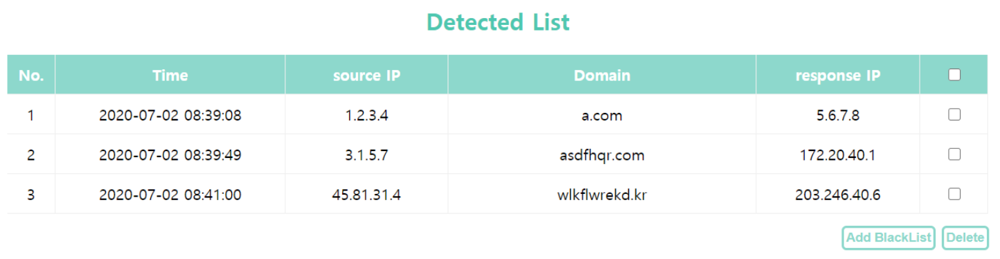 Detected List
No. Time source IP Domain response IP
1 2020-07-02 08:39:08 1.2.3.4 a.com 5.6.7.8
2 2020-07-02 08:39:49 3.1.5.7 asdfhqr.com 172.20.40.1
3 2020-07-02 08:41:00 45.81.31.4 wlkflwrekd.kr 203.246.40.6
Add BlackList Delete